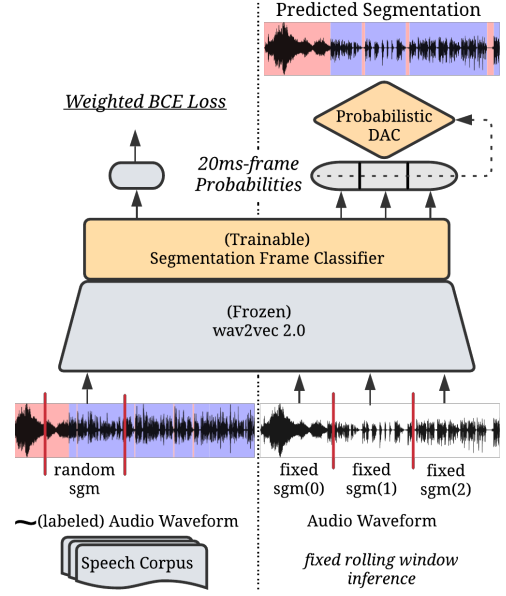 Predicted Segmentation
Weighted BCE Loss
Probabilistic
DAC
20ms-frame
Probabilities
(Trainable)
Segmentation Frame Classifier
(Frozen)
wav2vec 2.0
random
sgm
fixed
sgm(0)
fixed
sgm(1)
fixed
sgm(2)
~(labeled) Audio Waveform
Audio Waveform
Speech Corpus
fixed rolling window
inference